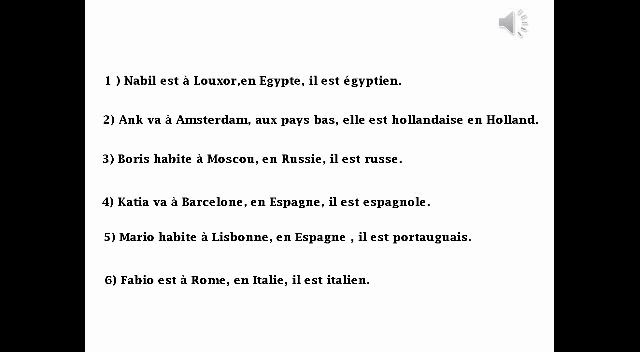 1 ) Nabil est à Louxor,en Egypte, il est égyptien.
2) Ank va à Amsterdam, aux pays bas, elle est hollandaise en Holland.
3) Boris habite à Moscou, en Russie, il est russe.
4) Katia va à Barcelone, en Espagne, il est espagnole.
5) Mario habite à Lisbonne, en Espagne , il est portauguais.
6) Fabio est à Rome, en Italie, il est italien.